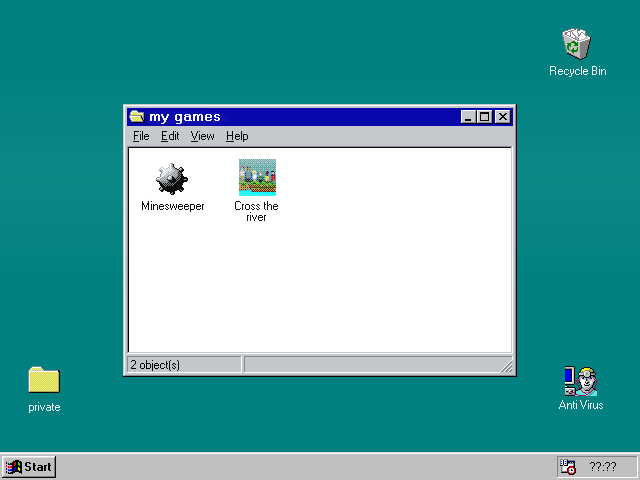 Recycle Bin
my games
File Edit View Help
Minesweeper
Cross the
river
2 object(s)
private
Anti Virus
Start
??:??